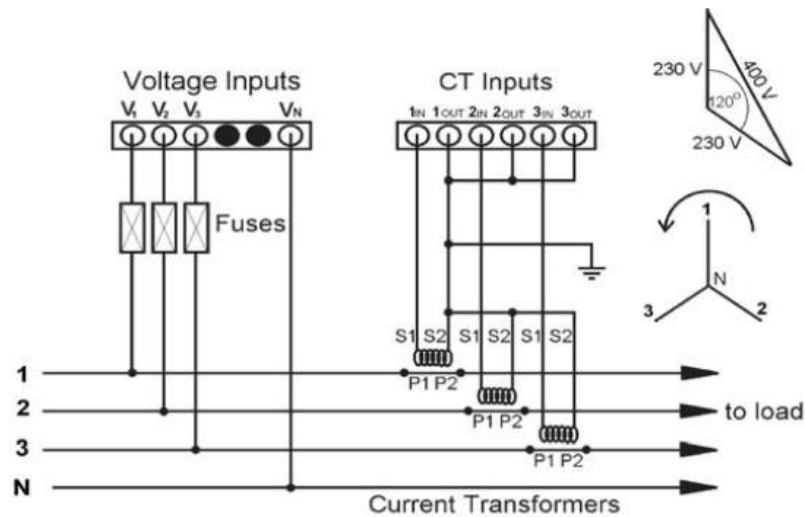 Voltage Inputs
V1 V2 V3 VN
CT Inputs
1IN 1OUT 2IN 2OUT 3IN 3OUT
230 V
400 V
120°
230 V
Fuses
1
N
3
2
S1 S2 S1 S2 S1 S2
1
P1 P2
2
P1 P2
to load
3
P1 P2
N
Current Transformers